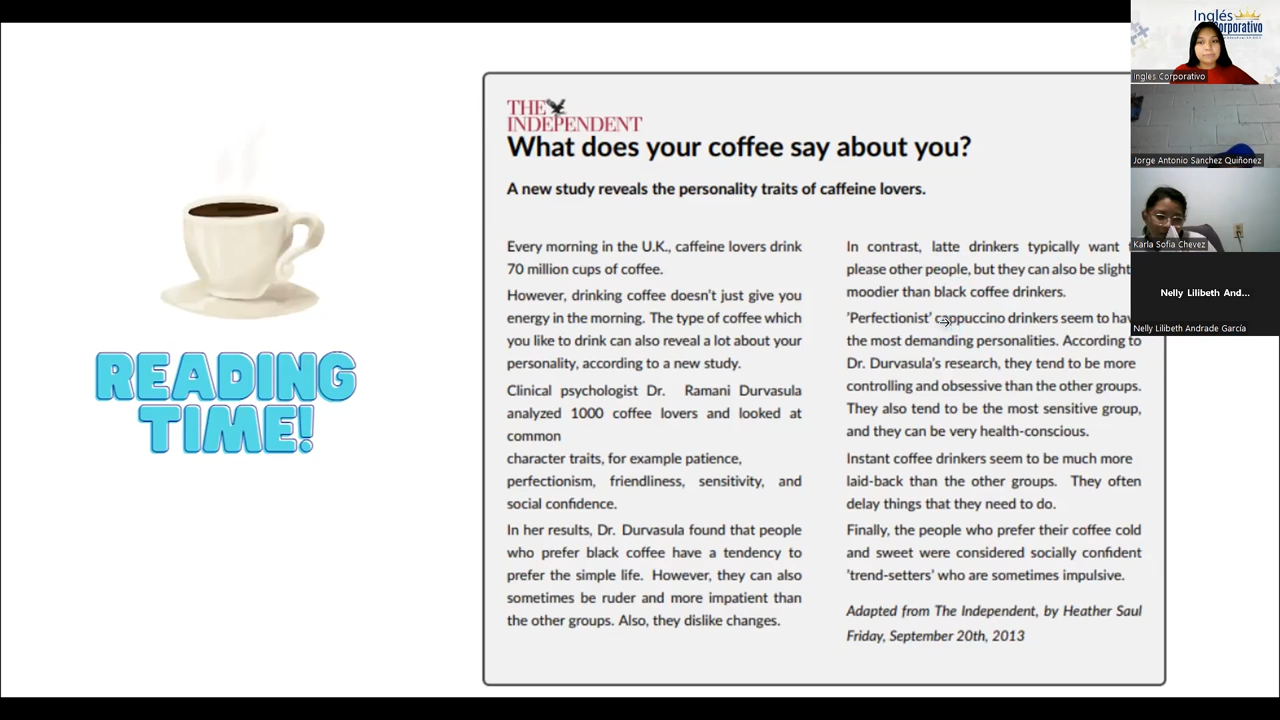 READING
TIME!
THE
INDEPENDENT
What does your coffee say about you?
A new study reveals the personality traits of caffeine lovers.
Every morning in the U.K., caffeine lovers drink
70 million cups of coffee.
However, drinking coffee doesn't just give you
energy in the morning. The type of coffee which
you like to drink can also reveal a lot about your
personality, according to a new study.
Clinical psychologist Dr. Ramani Durvasula
analyzed 1000 coffee lovers and looked at
common
character traits, for example patience,
perfectionism, friendliness, sensitivity, and
social confidence.
In her results, Dr. Durvasula found that people
who prefer black coffee have a tendency to
prefer the simple life. However, they can also
sometimes be ruder and more impatient than
the other groups. Also, they dislike changes.
In contrast, latte drinkers typically want
please other people, but they can also be slight
moodier than black coffee drinkers.
'Perfectionist' cappuccino drinkers seem to hav
the most demanding personalities. According to
Dr. Durvasula's research, they tend to be more
controlling and obsessive than the other groups.
They also tend to be the most sensitive group,
and they can be very health-conscious.
Instant coffee drinkers seem to be much more
laid-back than the other groups. They often
delay things that they need to do.
Finally, the people who prefer their coffee cold
and sweet were considered socially confident
'trend-setters' who are sometimes impulsive.
Adapted from The Independent, by Heather Saul
Friday, September 20th, 2013
Inglés
Corporativo
Ingles Corporativo
Jorge Antonio Sanchez Quiñonez
Karla Sofia Chevez
Nelly Lilibeth And...
Nelly Lilibeth Andrade García